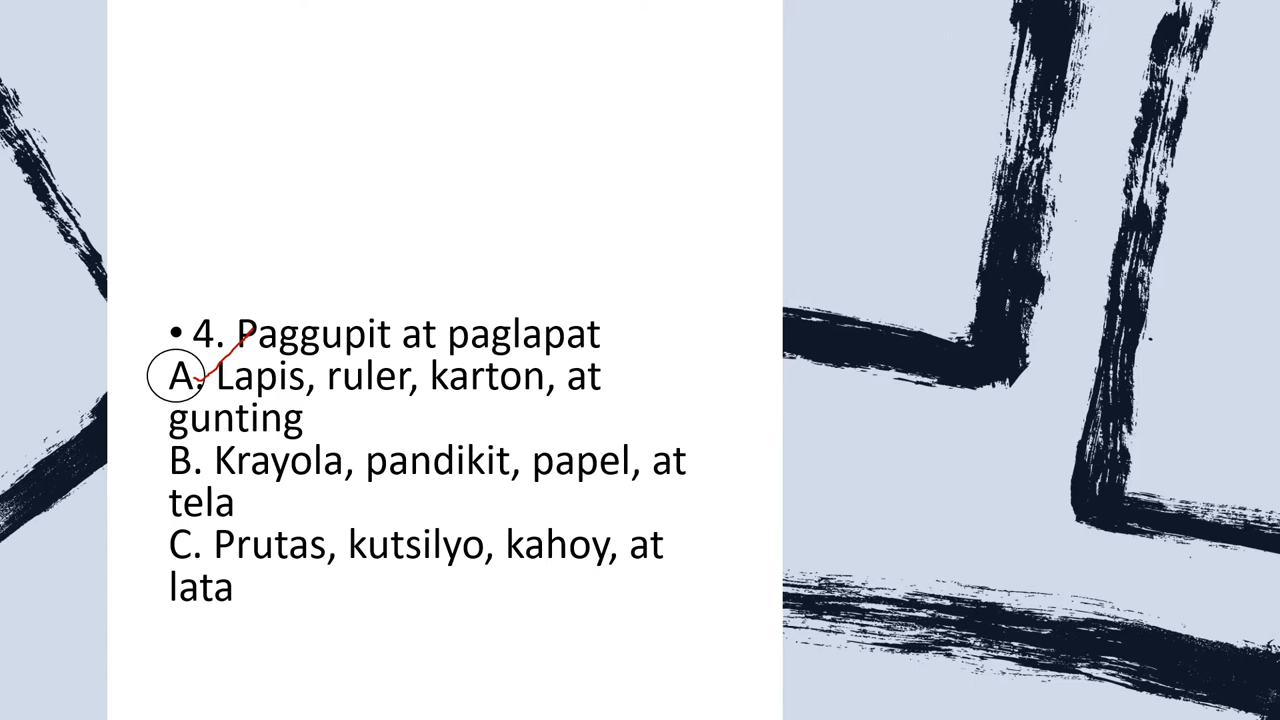 • 4. Paggupit at paglapat
A. Lapis, ruler, karton, at
gunting
B. Krayola, pandikit, papel, at
tela
C. Prutas, kutsilyo, kahoy, at
lata